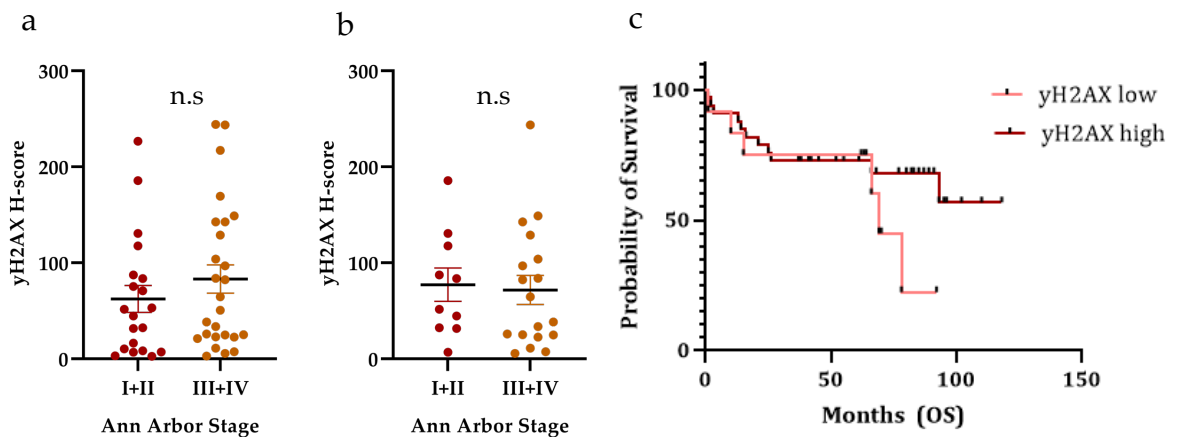 a
b
c
300
200
100
0
yH2AX H-score
n.s
I+II
III+IV
Ann Arbor Stage
300
200
100
0
yH2AX H-score
n.s
I+II
III+IV
Ann Arbor Stage
100
50
0
Probability of Survival
yH2AX low
yH2AX high
0
50
100
150
Months (OS)